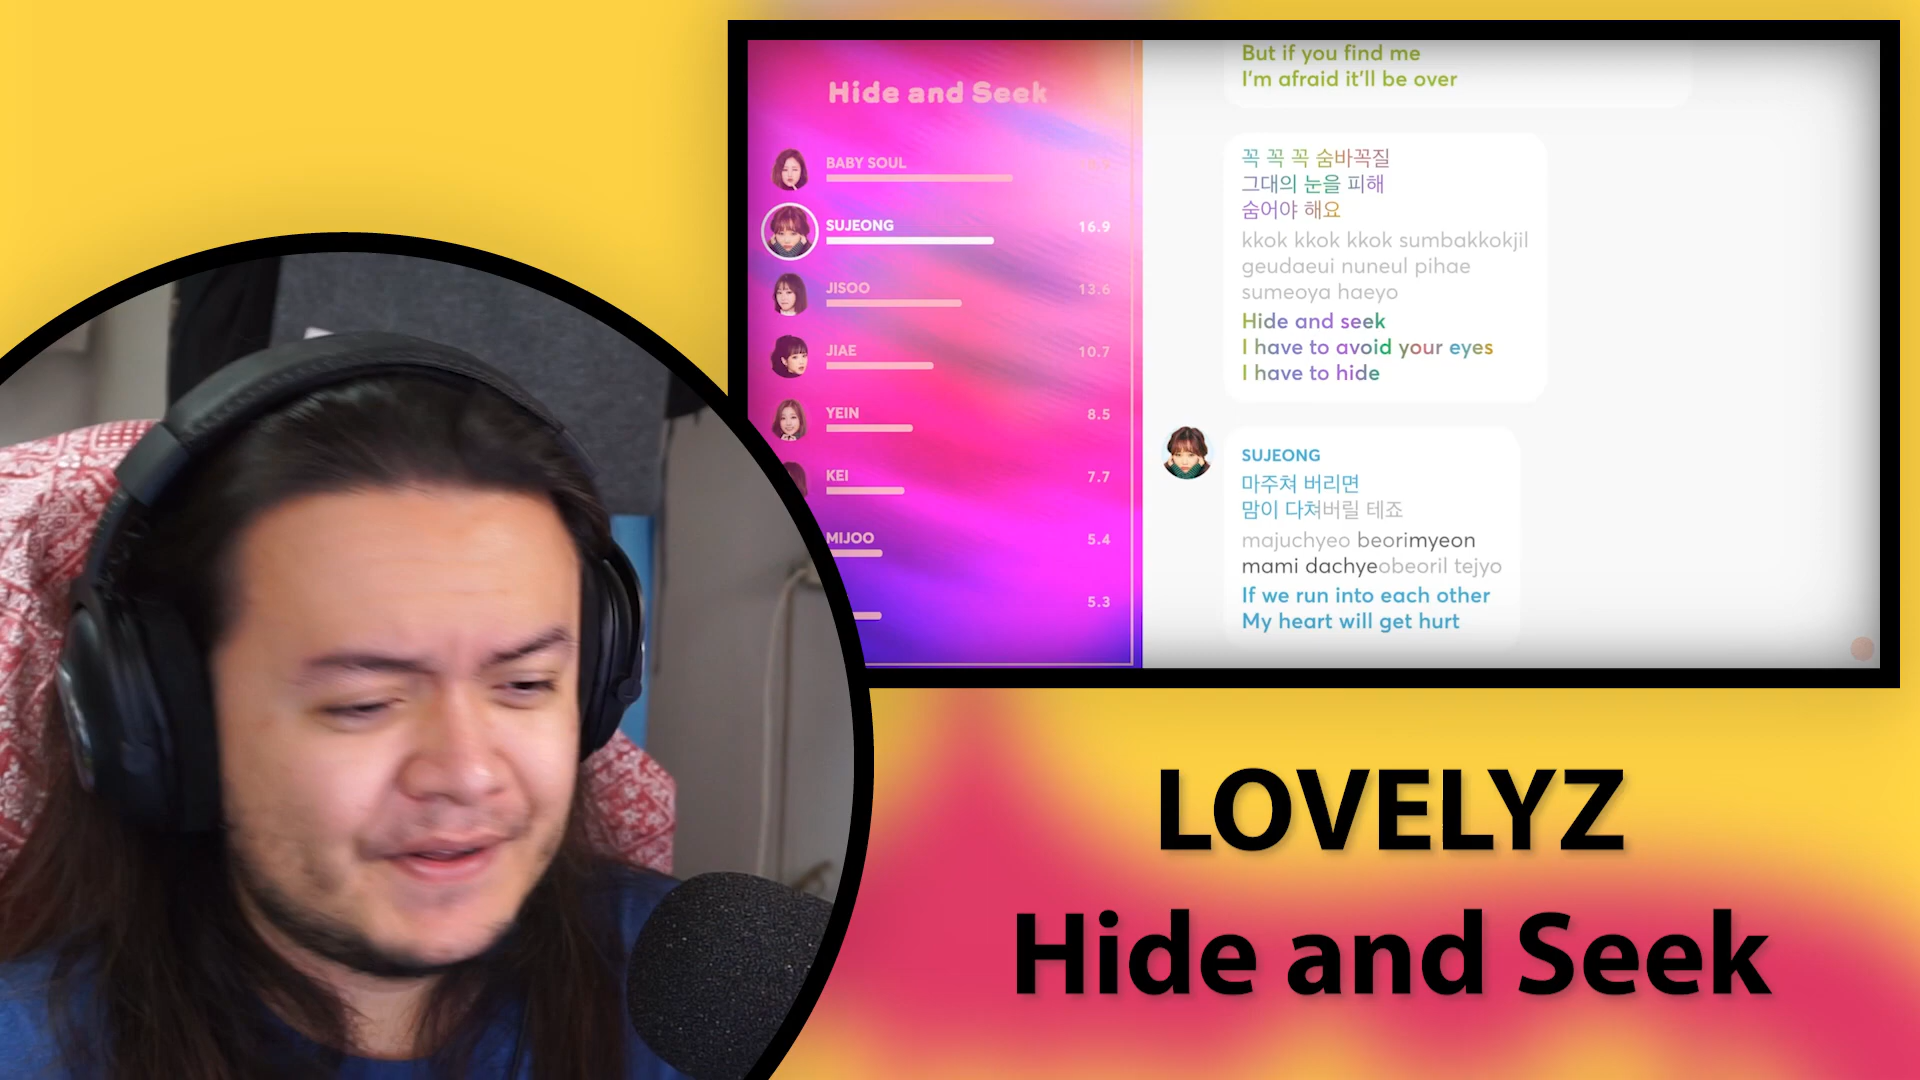 Hide and Seek
BABY SOUL
SUJEONG
16.9
JISOO
13.6
JIAE
10.7
YEIN
8.5
KEI
7.7
MIJOO
5.4
5.3
But if you find me
I'm afraid it'll be over
꼭 꼭 꼭 숨바꼭질
그대의 눈을 피해
숨어야 해요
kkok kkok kkok sumbakkokjil
geudaeui nuneul pihae
sumeoya haeyo
Hide and seek
I have to avoid your eyes
I have to hide
SUJEONG
마주쳐 버리면
맘이 다쳐버릴 테죠
majuchyeo beorimyeon
mami dachyeobeoril tejyo
If we run into each other
My heart will get hurt
LOVELYZ
Hide and Seek